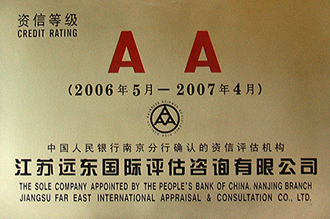 资信等级
CREDIT RATING
A A
(2006年5月—2007年4月)
中国人民银行南京分行确认的资信评估机构
江苏远东国际评估咨询有限公司
THE SOLE COMPANY APPOINTED BY THE PEOPLE'S BANK OF CHINA. NANJING BRANCH
JIANGSU FAR EAST INTERNATIONAL APPRAISAL & CONSULTATION CO., LTD.